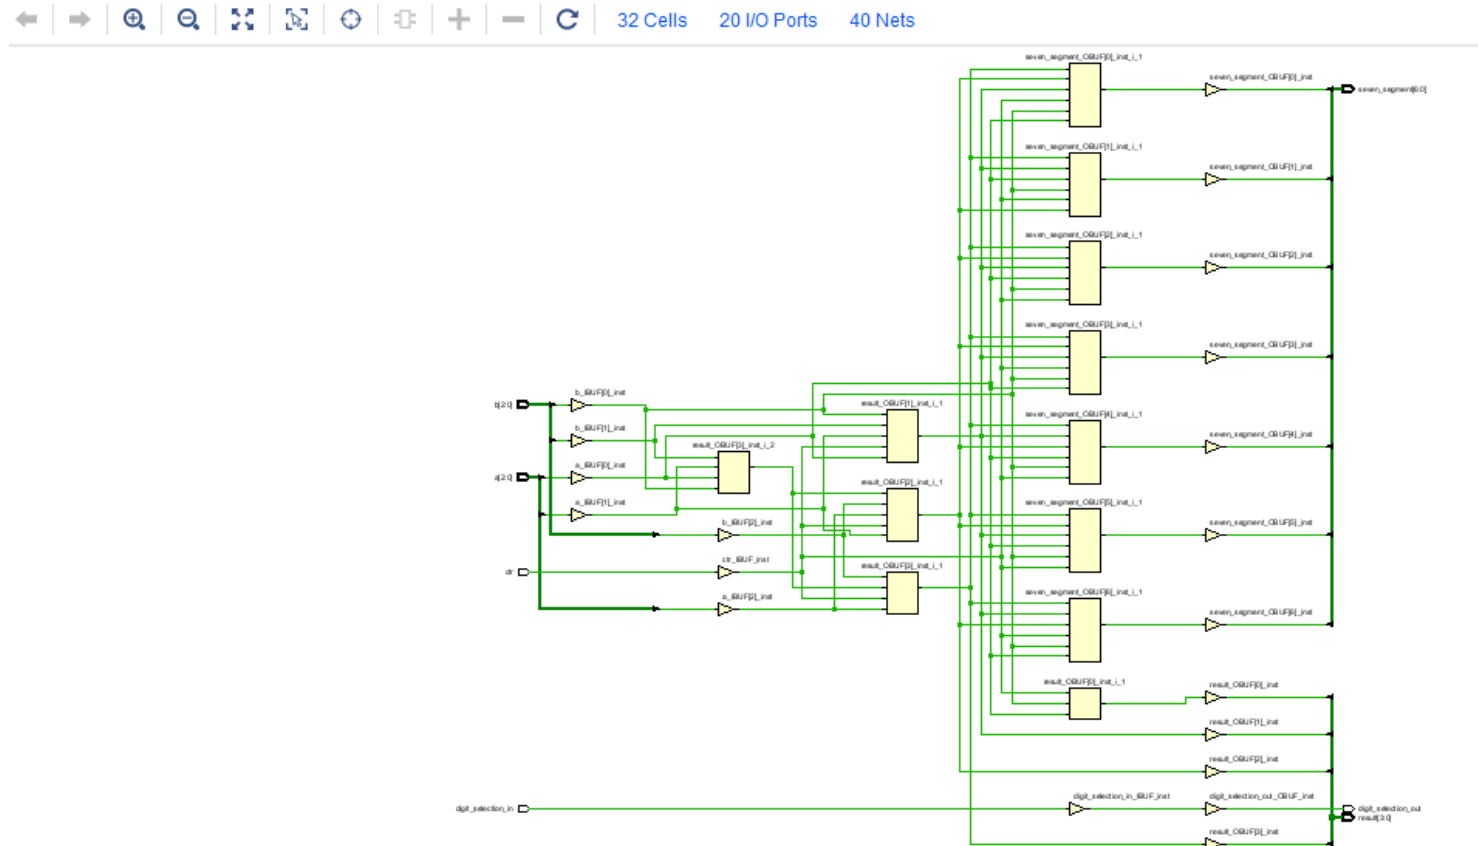 32 Cells 20 I/O Ports 40 Nets
seven_segment_OBUF[0]_inst_i_1
seven_segment_OBUF[0]_inst
seven_segment[6:0]
seven_segment_OBUF[1]_inst_i_1
seven_segment_OBUF[1]_inst
seven_segment_OBUF[2]_inst_i_1
seven_segment_OBUF[2]_inst
seven_segment_OBUF[3]_inst_i_1
seven_segment_OBUF[3]_inst
b_IBUF[0]_inst
b[2:0]
result_OBUF[1]_inst_i_1
seven_segment_OBUF[4]_inst_i_1
seven_segment_OBUF[4]_inst
b_IBUF[1]_inst
result_OBUF[3]_inst_i_2
a_IBUF[0]_inst
a[2:0]
result_OBUF[2]_inst_i_1
a_IBUF[1]_inst
seven_segment_OBUF[5]_inst_i_1
seven_segment_OBUF[5]_inst
b_IBUF[2]_inst
ctr_IBUF_inst
ctr
result_OBUF[3]_inst_i_1
a_IBUF[2]_inst
seven_segment_OBUF[6]_inst_i_1
seven_segment_OBUF[6]_inst
result_OBUF[0]_inst_i_1
result_OBUF[0]_inst
result_OBUF[1]_inst
result_OBUF[2]_inst
digit_selection_in
digit_selection_in_IBUF_inst
digit_selection_out_OBUF_inst
digit_selection_out
result[3:0]
result_OBUF[3]_inst